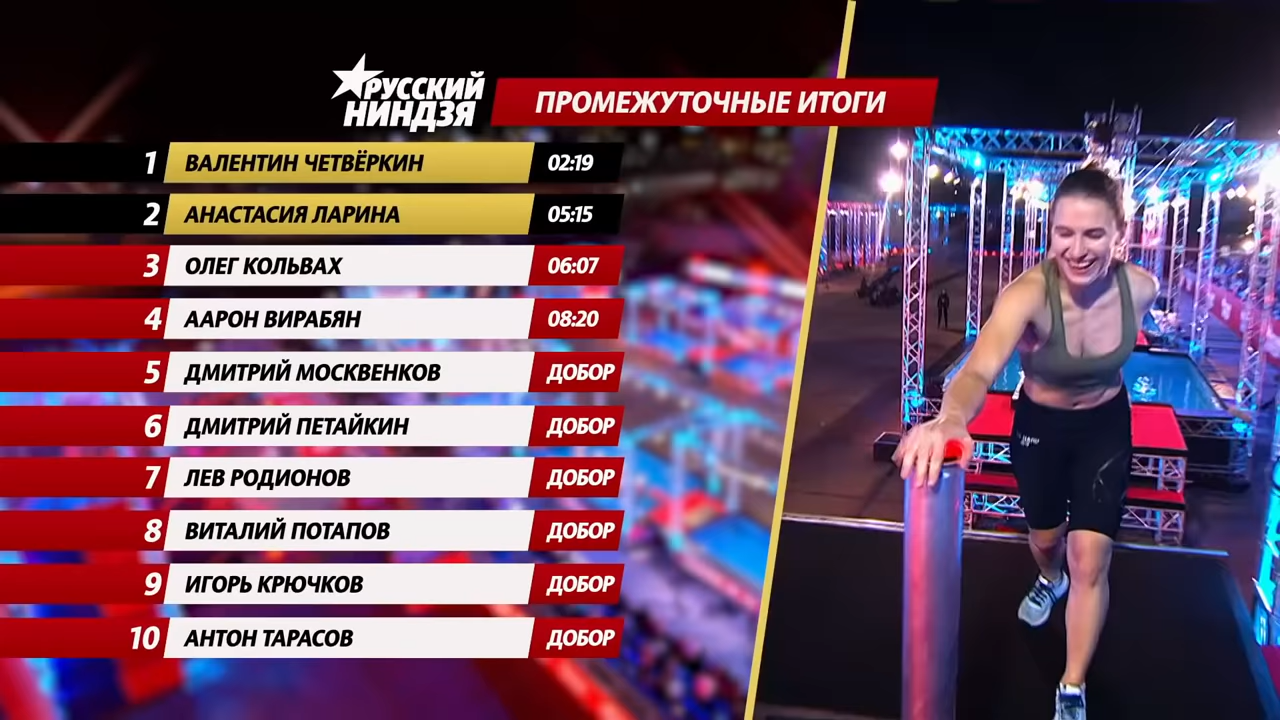 РУССКИЙ
НИНДЗЯ
ПРОМЕЖУТОЧНЫЕ ИТОГИ
1 ВАЛЕНТИН ЧЕТВЁРКИН 02:19
2 АНАСТАСИЯ ЛАРИНА 05:15
3 ОЛЕГ КОЛЬВАХ 06:07
4 ААРОН ВИРАБЯН 08:20
5 ДМИТРИЙ МОСКВЕНКОВ ДОБОР
6 ДМИТРИЙ ПЕТАЙКИН ДОБОР
7 ЛЕВ РОДИОНОВ ДОБОР
8 ВИТАЛИЙ ПОТАПОВ ДОБОР
9 ИГОРЬ КРЮЧКОВ ДОБОР
10 АНТОН ТАРАСОВ ДОБОР